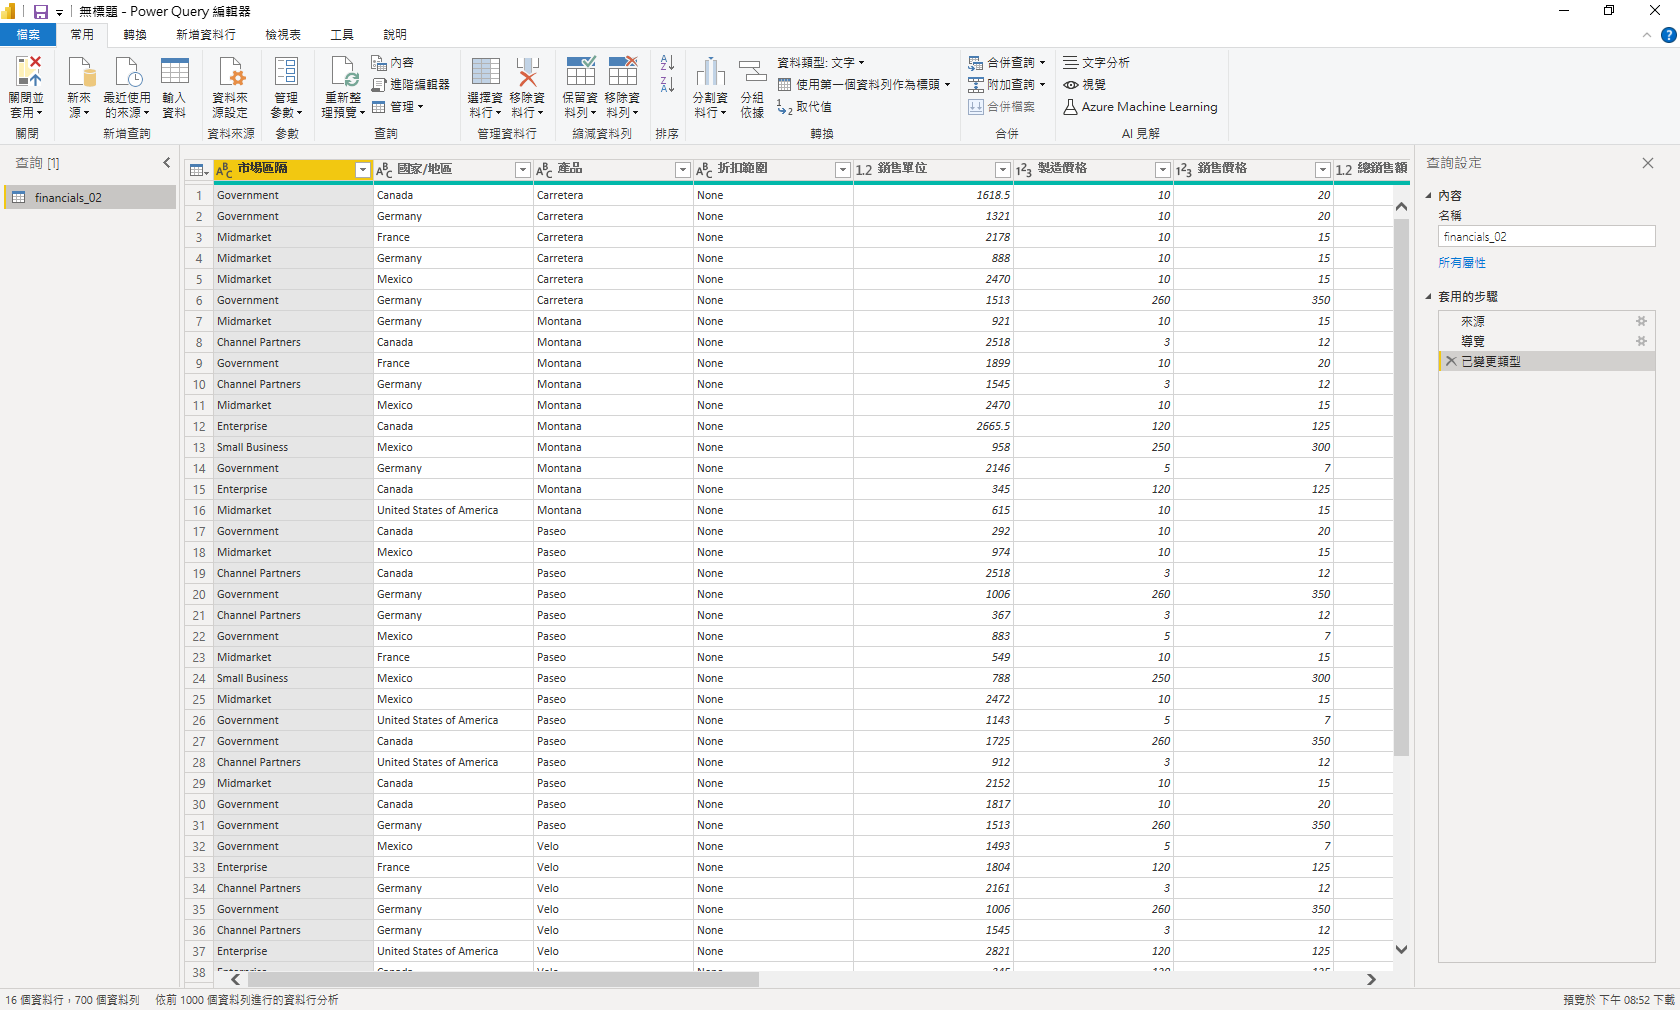 無標題 - Power Query 編輯器
檔案 常用 轉換 新增資料行 檢視表 工具 說明
關閉並套用 新來源 最近使用的來源 輸入資料 資料來源設定 管理參數 重新整理預覽 內容 進階編輯器 管理 選擇資料行 移除資料行 保留資料列 移除資料列 分割資料行 分組依據 資料類型: 文字 使用第一個資料列作為標頭 取代值 合併查詢 附加查詢 合併檔案 文字分析 視覺 Azure Machine Learning
關閉 新增查詢 資料來源 參數 查詢 管理資料行 縮減資料列 排序 轉換 合併 AI 見解
查詢 [1]
financials_02
市場區隔 國家/地區 產品 折扣範圍 1.2 銷售單位 製造價格 銷售價格 1.2 總銷售額
1 Government Canada Carretera None 1618.5 10 20
2 Government Germany Carretera None 1321 10 20
3 Midmarket France Carretera None 2178 10 15
4 Midmarket Germany Carretera None 888 10 15
5 Midmarket Mexico Carretera None 2470 10 15
6 Government Germany Carretera None 1513 260 350
7 Midmarket Germany Montana None 921 10 15
8 Channel Partners Canada Montana None 2518 3 12
9 Government France Montana None 1899 10 20
10 Channel Partners Germany Montana None 1545 3 12
11 Midmarket Mexico Montana None 2470 10 15
12 Enterprise Canada Montana None 2665.5 120 125
13 Small Business Mexico Montana None 958 250 300
14 Government Germany Montana None 2146 5 7
15 Enterprise Canada Montana None 345 120 125
16 Midmarket United States of America Montana None 615 10 15
17 Government Canada Paseo None 292 10 20
18 Midmarket Mexico Paseo None 974 10 15
19 Channel Partners Canada Paseo None 2518 3 12
20 Government Germany Paseo None 1006 260 350
21 Channel Partners Germany Paseo None 367 3 12
22 Government Mexico Paseo None 883 5 7
23 Midmarket France Paseo None 549 10 15
24 Small Business Mexico Paseo None 788 250 300
25 Midmarket Mexico Paseo None 2472 10 15
26 Government United States of America Paseo None 1143 5 7
27 Government Canada Paseo None 1725 260 350
28 Channel Partners United States of America Paseo None 912 3 12
29 Midmarket Canada Paseo None 2152 10 15
30 Government Canada Paseo None 1817 10 20
31 Government Germany Paseo None 1513 260 350
32 Government Mexico Velo None 1493 5 7
33 Enterprise France Velo None 1804 120 125
34 Channel Partners Germany Velo None 2161 3 12
35 Government Germany Velo None 1006 260 350
36 Channel Partners Germany Velo None 1545 3 12
37 Enterprise United States of America Velo None 2821 120 125
38
查詢設定
內容
名稱
financials_02
所有屬性
套用的步驟
來源
導覽
已變更類型
16 個資料行，700 個資料列 依前 1000 個資料列進行的資料行分析
預覽於 下午 08:52 下載